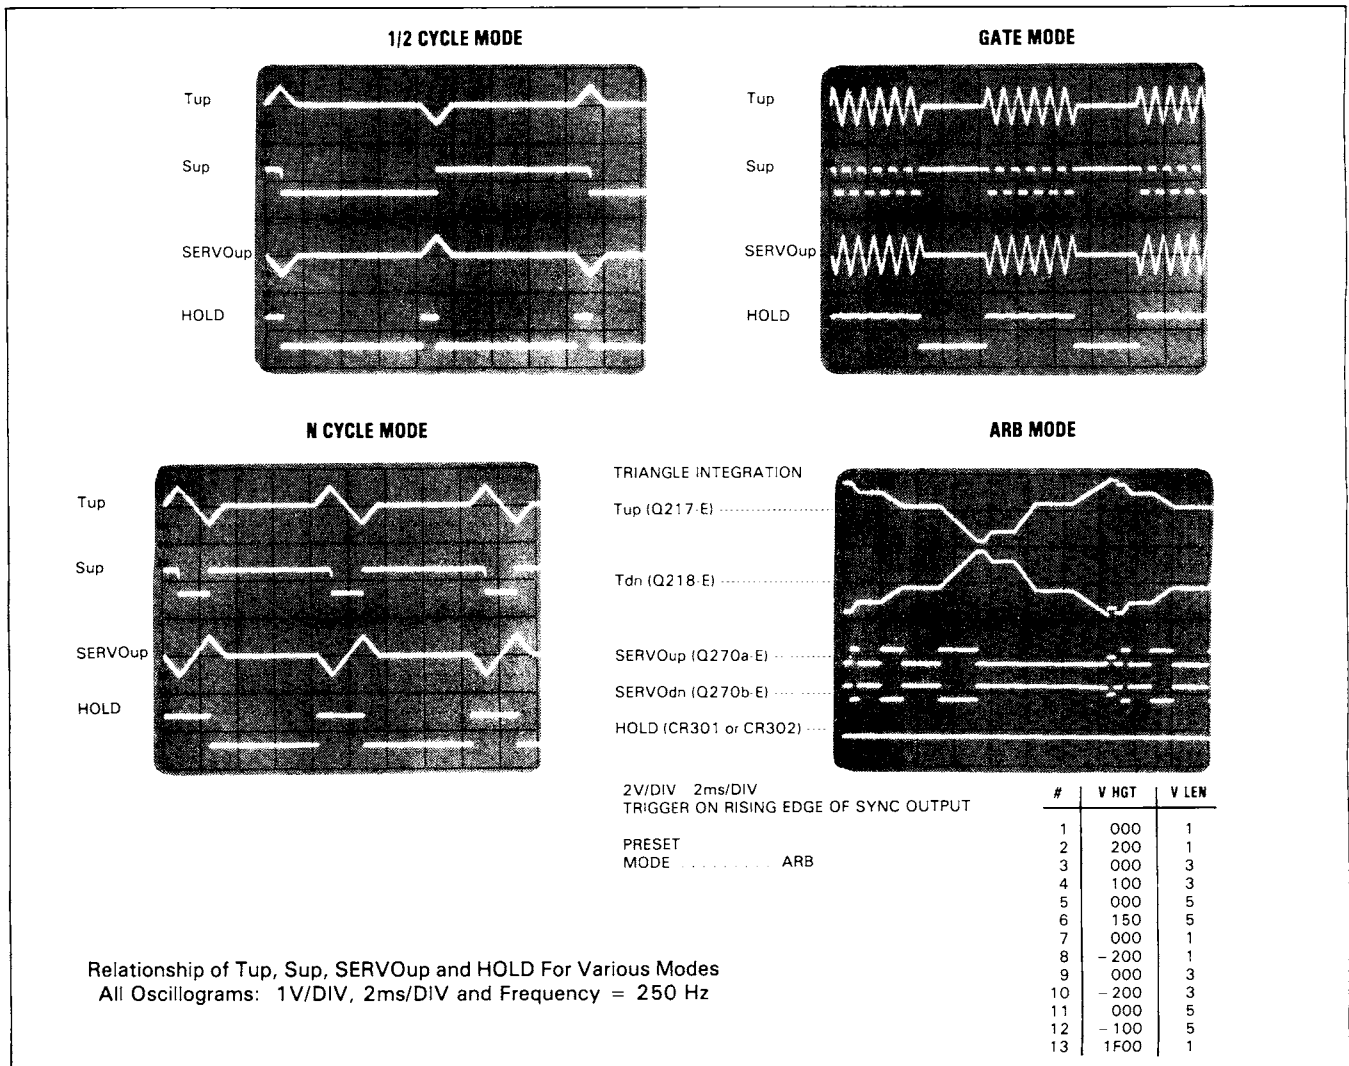 1/2 CYCLE MODE
Tup
Sup
SERVOup
HOLD
GATE MODE
Tup
Sup
SERVOup
HOLD
N CYCLE MODE
Tup
Sup
SERVOup
HOLD
ARB MODE
TRIANGLE INTEGRATION
Tup (Q217-E)
Tdn (Q218-E)
SERVOup (Q270a-E)
SERVOdn (Q270b-E)
HOLD (CR301 or CR302)
2V/DIV 2ms/DIV
TRIGGER ON RISING EDGE OF SYNC OUTPUT
PRESET
MODE ......... ARB
# V HGT V LEN
1 000 1
2 200 1
3 000 3
4 100 3
5 000 5
6 150 5
7 000 1
8 -200 1
9 000 3
10 -200 3
11 000 5
12 -100 5
13 1F00 1
Relationship of Tup, Sup, SERVOup and HOLD For Various Modes
All Oscillograms: 1V/DIV, 2ms/DIV and Frequency = 250 Hz